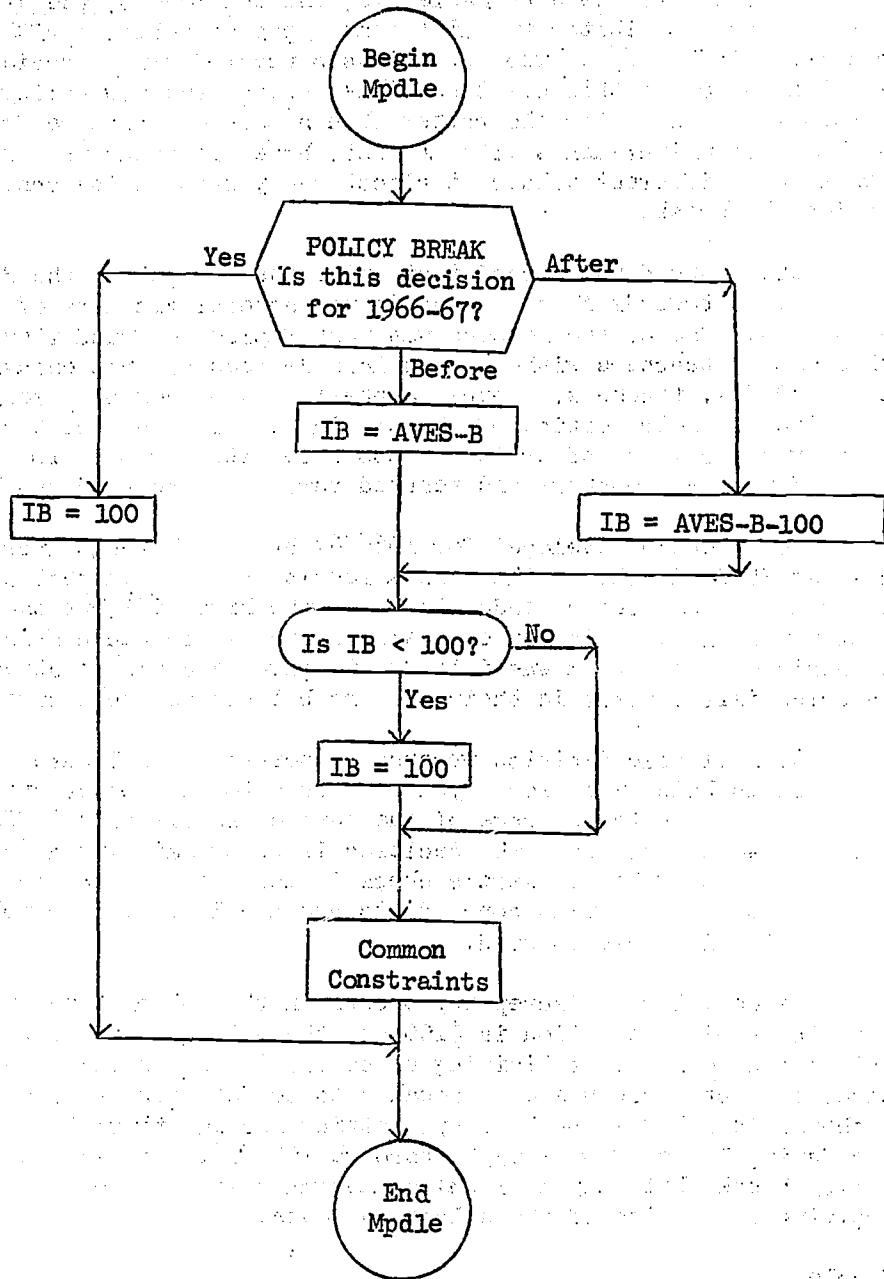 Begin
Mpdle
POLICY BREAK
Is this decision
for 1966-67?
Yes
After
Before
IB = AVES-B
IB = 100
IB = AVES-B-100
Is IB < 100?
No
Yes
IB = 100
Common
Constraints
End
Mpdle